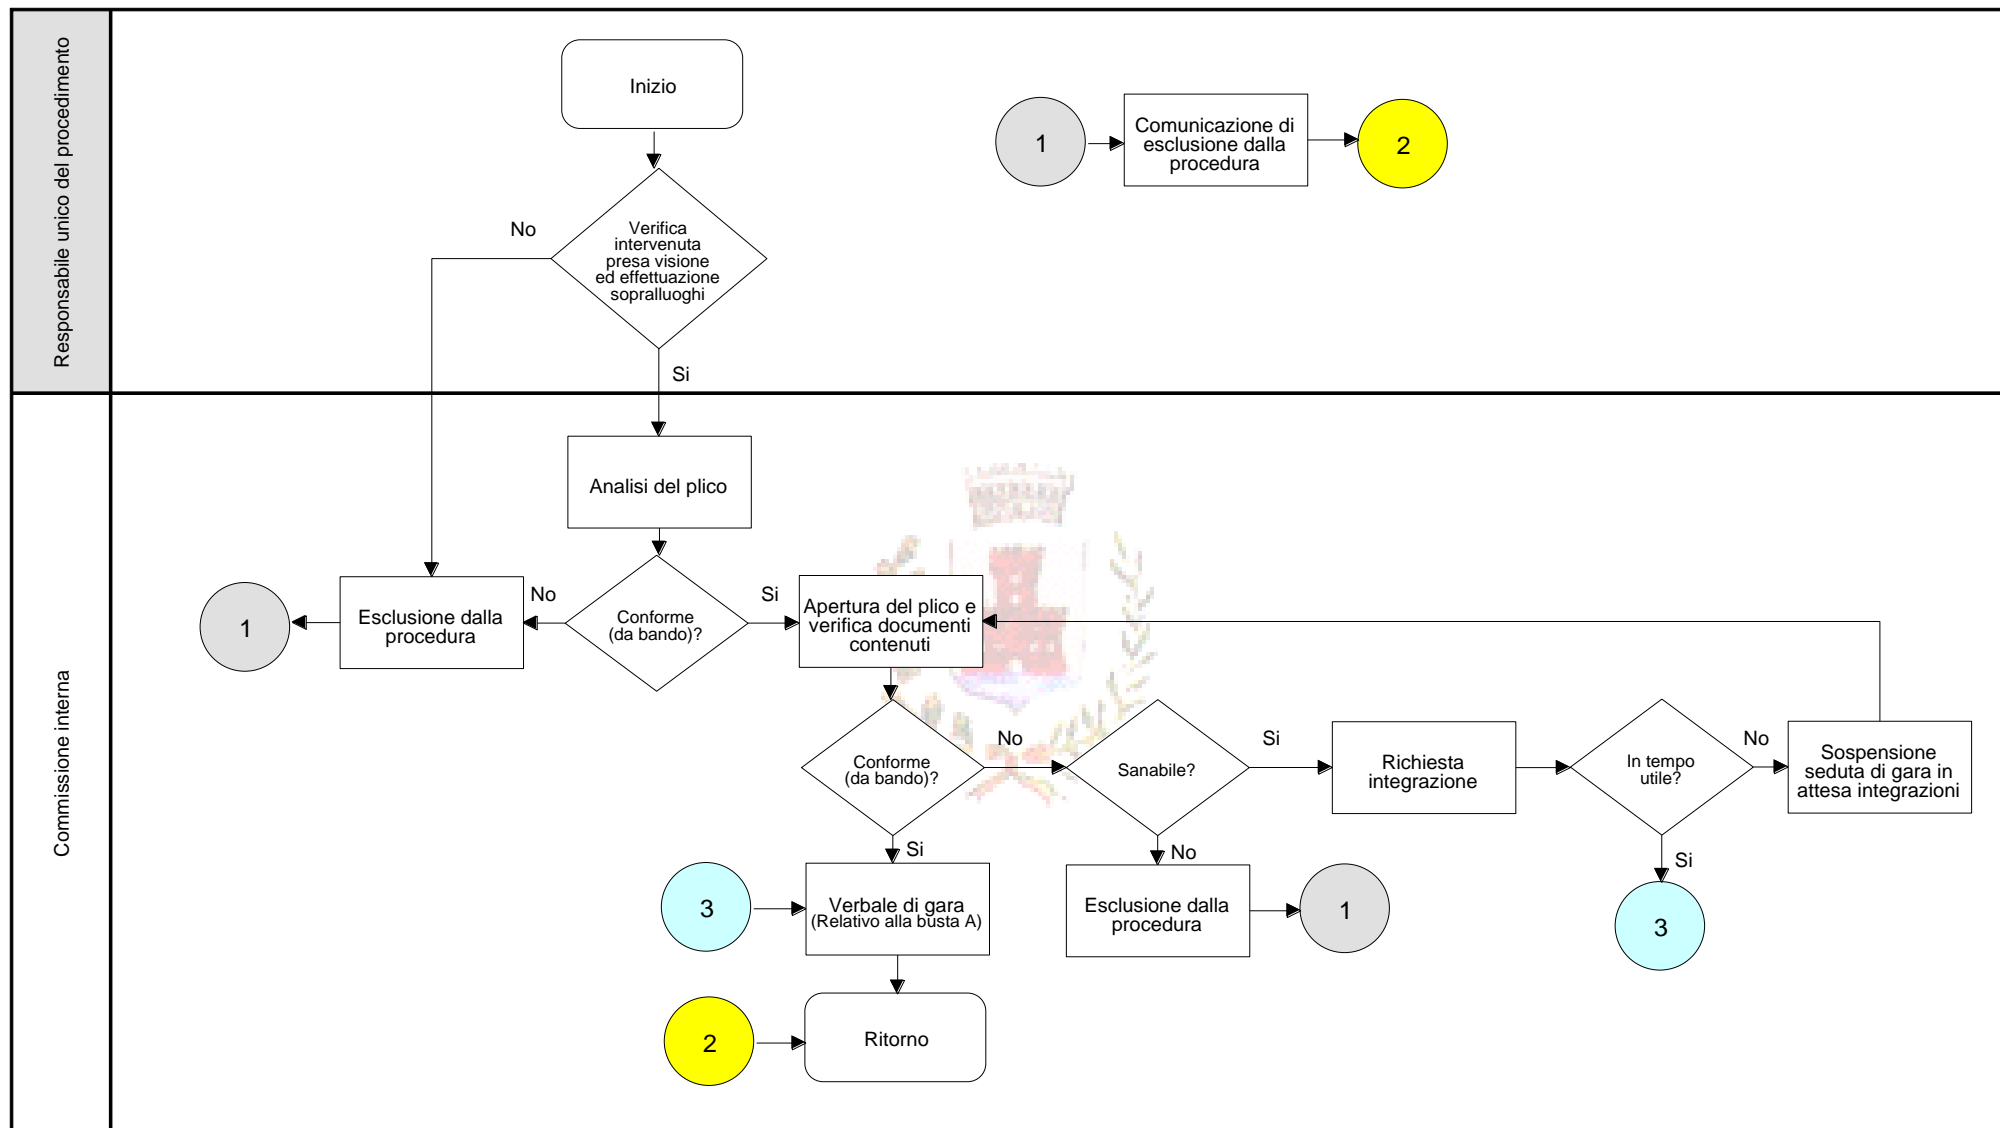 Responsabile unico del procedimento
Inizio
1
Comunicazione di
esclusione dalla
procedura
2
No
Verifica
intervenuta
presa visione
ed effettuazione
sopralluoghi
Si
Commissione interna
Analisi del plico
1
Esclusione dalla
procedura
No
Conforme
(da bando)?
Si
Apertura del plico e
verifica documenti
contenuti
Conforme
(da bando)?
No
Sanabile?
Si
Richiesta
integrazione
In tempo
utile?
No
Sospensione
seduta di gara in
attesa integrazioni
Si
No
Si
3
Verbale di gara
(Relativo alla busta A)
Esclusione dalla
procedura
1
3
2
Ritorno